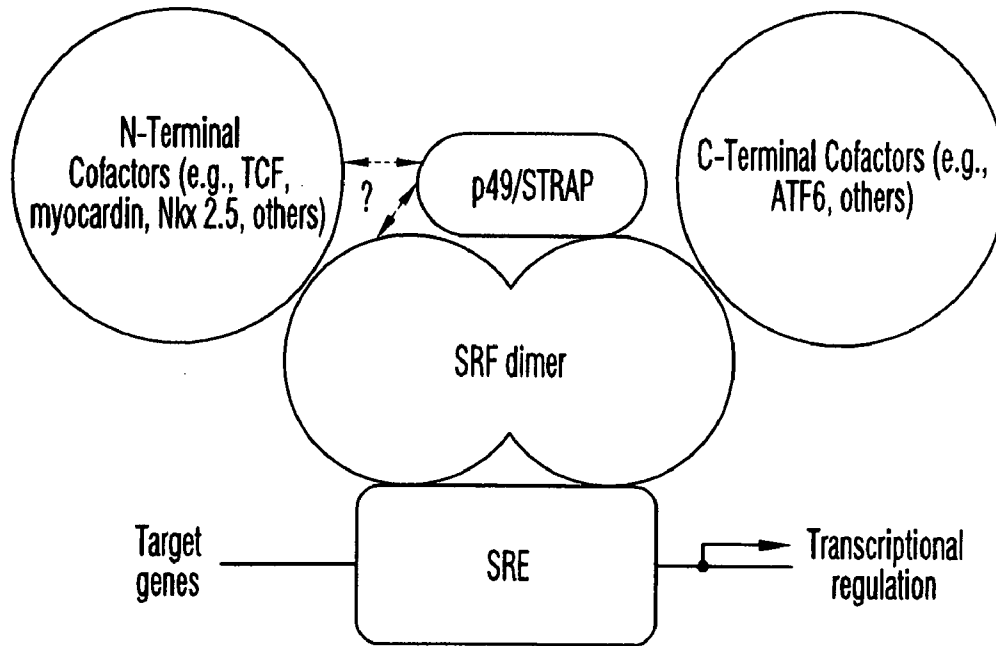 N-Terminal
Cofactors (e.g., TCF,
myocardin, Nkx 2.5, others)
?
p49/STRAP
C-Terminal Cofactors (e.g.,
ATF6, others)
SRF dimer
Target
genes
SRE
Transcriptional
regulation